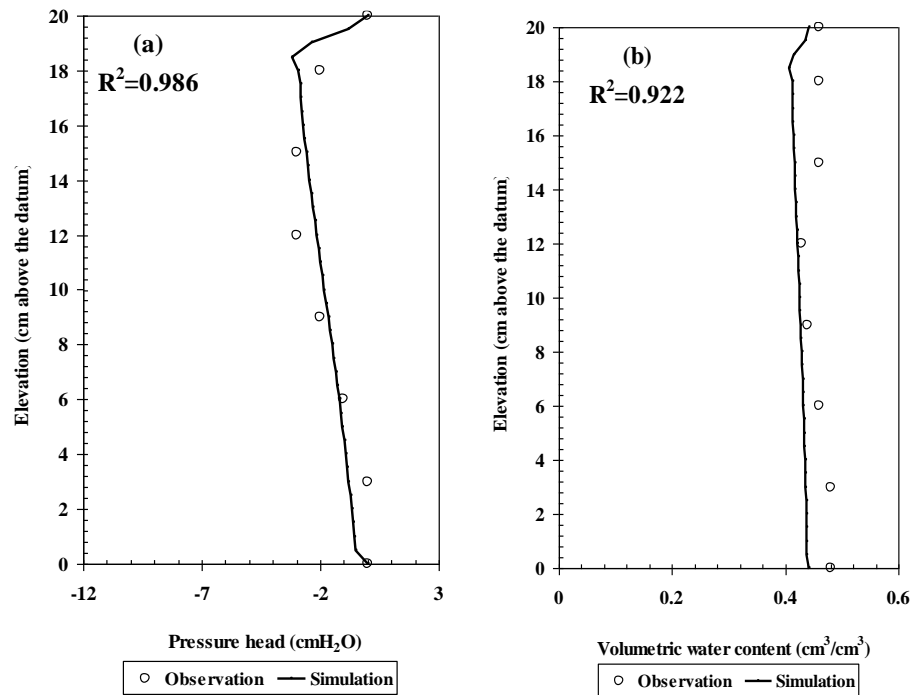 (a)
R²=0.986
20
18
16
14
12
10
8
6
4
2
0
-12 -7 -2 3
Elevation (cm above the datum)
Pressure head (cmH₂O)
Observation Simulation
(b)
R²=0.922
20
18
16
14
12
10
8
6
4
2
0
0 0.2 0.4 0.6
Elevation (cm above the datum)
Volumetric water content (cm³/cm³)
Observation Simulation